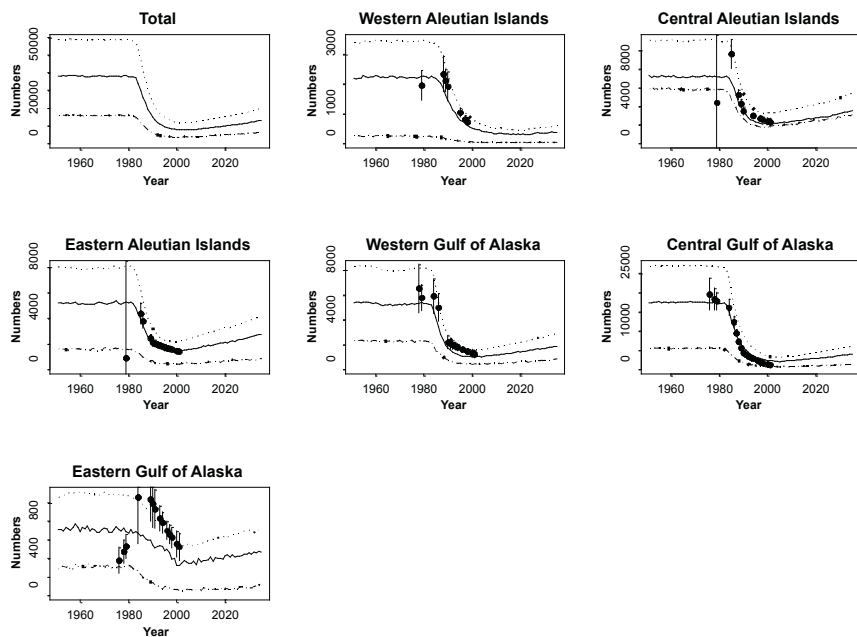 Total
Numbers
0 20000 50000
1960 1980 2000 2020
Year
Western Aleutian Islands
Numbers
0 1000 3000
1960 1980 2000 2020
Year
Central Aleutian Islands
Numbers
0 4000 8000
1960 1980 2000 2020
Year
Eastern Aleutian Islands
Numbers
0 4000 8000
1960 1980 2000 2020
Year
Western Gulf of Alaska
Numbers
0 4000 8000
1960 1980 2000 2020
Year
Central Gulf of Alaska
Numbers
0 10000 25000
1960 1980 2000 2020
Year
Eastern Gulf of Alaska
Numbers
0 400 800
1960 1980 2000 2020
Year